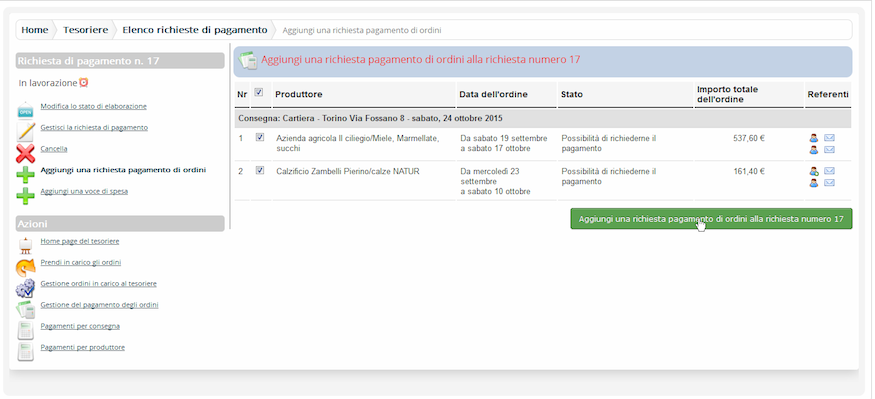 Home Tesoriere Elenco richieste di pagamento Aggiungi una richiesta pagamento di ordini
Richiesta di pagamento n. 17
In lavorazione
OPEN
Modifica lo stato di elaborazione
Gestisci la richiesta di pagamento
Cancella
Aggiungi una richiesta pagamento di ordini
Aggiungi una voce di spesa
Azioni
Home page del tesoriere
Prendi in carico gli ordini
Gestione ordini in carico al tesoriere
Gestione del pagamento degli ordini
Pagamenti per consegna
Pagamenti per produttore
Aggiungi una richiesta pagamento di ordini alla richiesta numero 17
Nr Produttore Data dell'ordine Stato Importo totale dell'ordine Referenti
Consegna: Cartiera - Torino Via Fossano 8 - sabato, 24 ottobre 2015
1 Azienda agricola Il ciliegio/Miele, Marmellate, Da sabato 19 settembre Possibilità di richiederne il 537,60 €
succhi a sabato 17 ottobre pagamento
2 Calzificio Zambelli Pierino/calze NATUR Da mercoledì 23 Possibilità di richiederne il 161,40 €
settembre pagamento
a sabato 10 ottobre
Aggiungi una richiesta pagamento di ordini alla richiesta numero 17